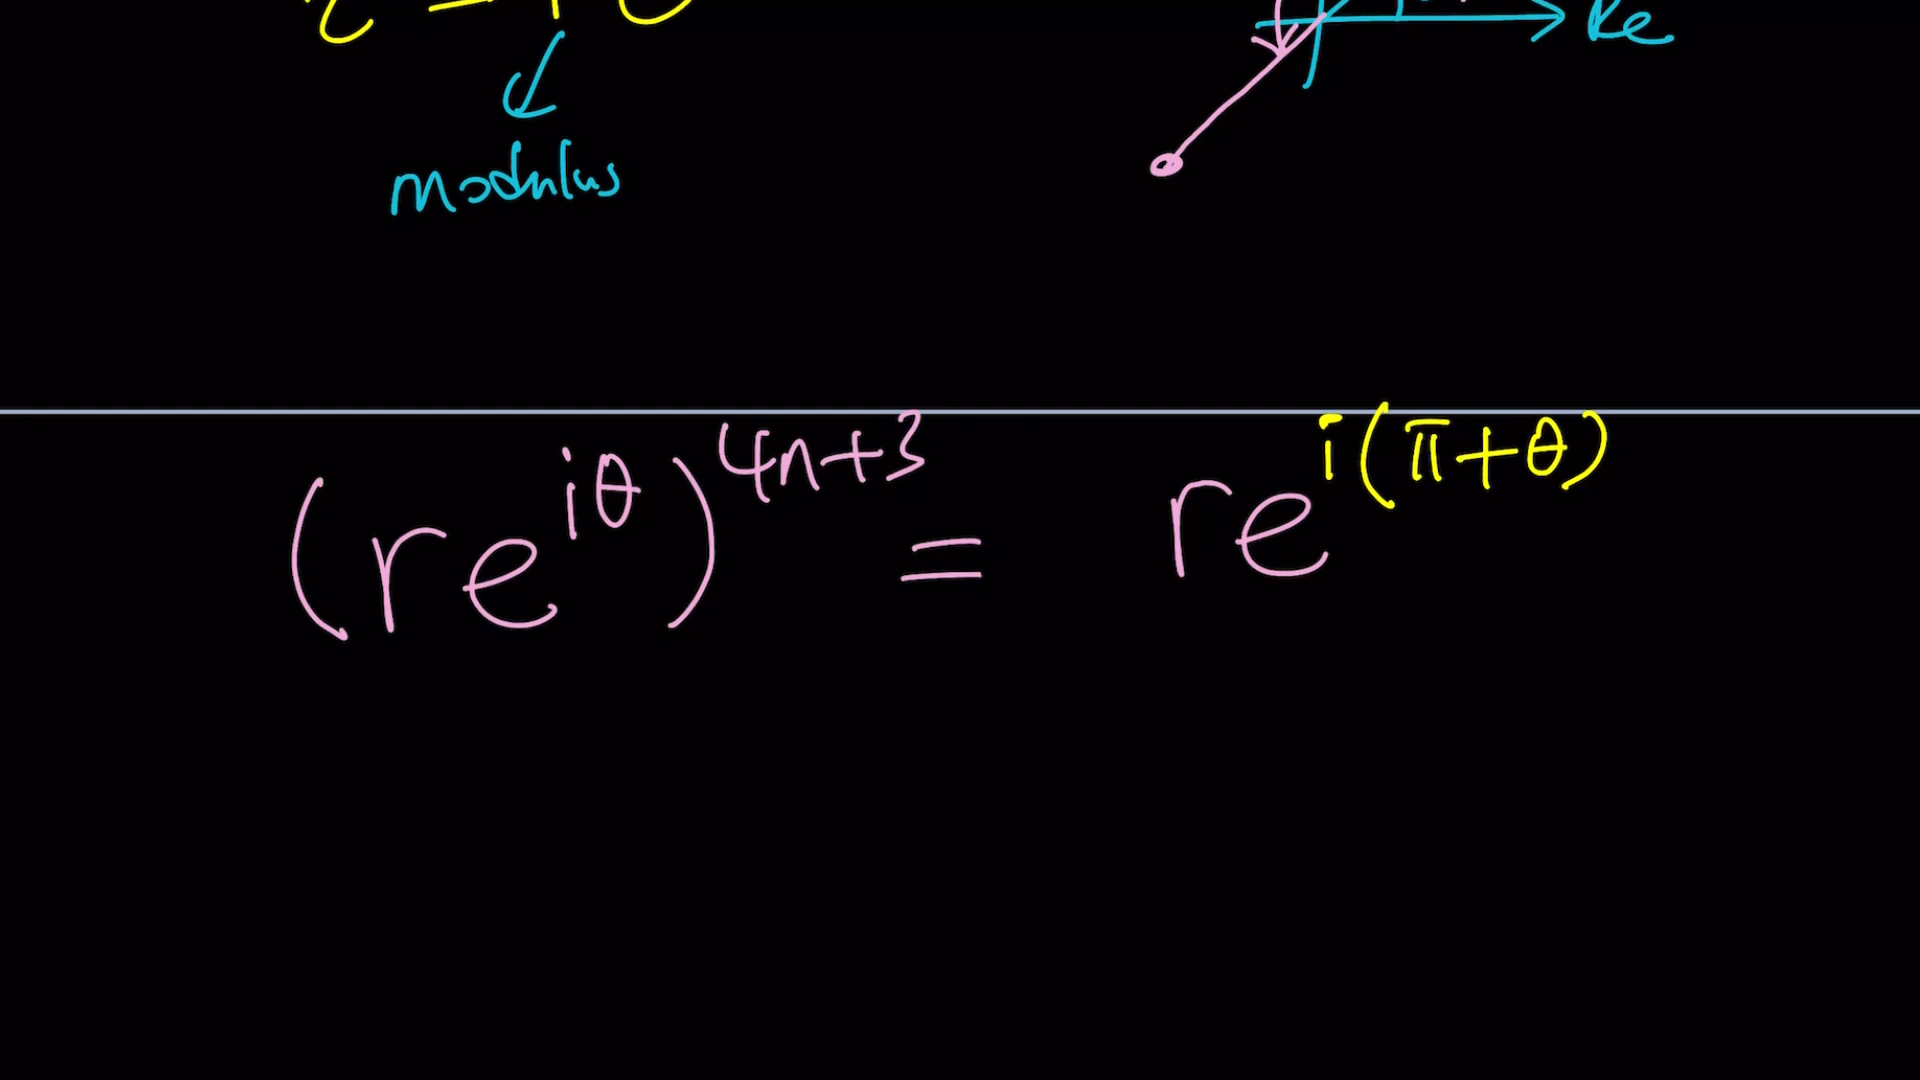 Re
modulus
(re^{iθ})^{4n+3} = re^{i(π+θ)}